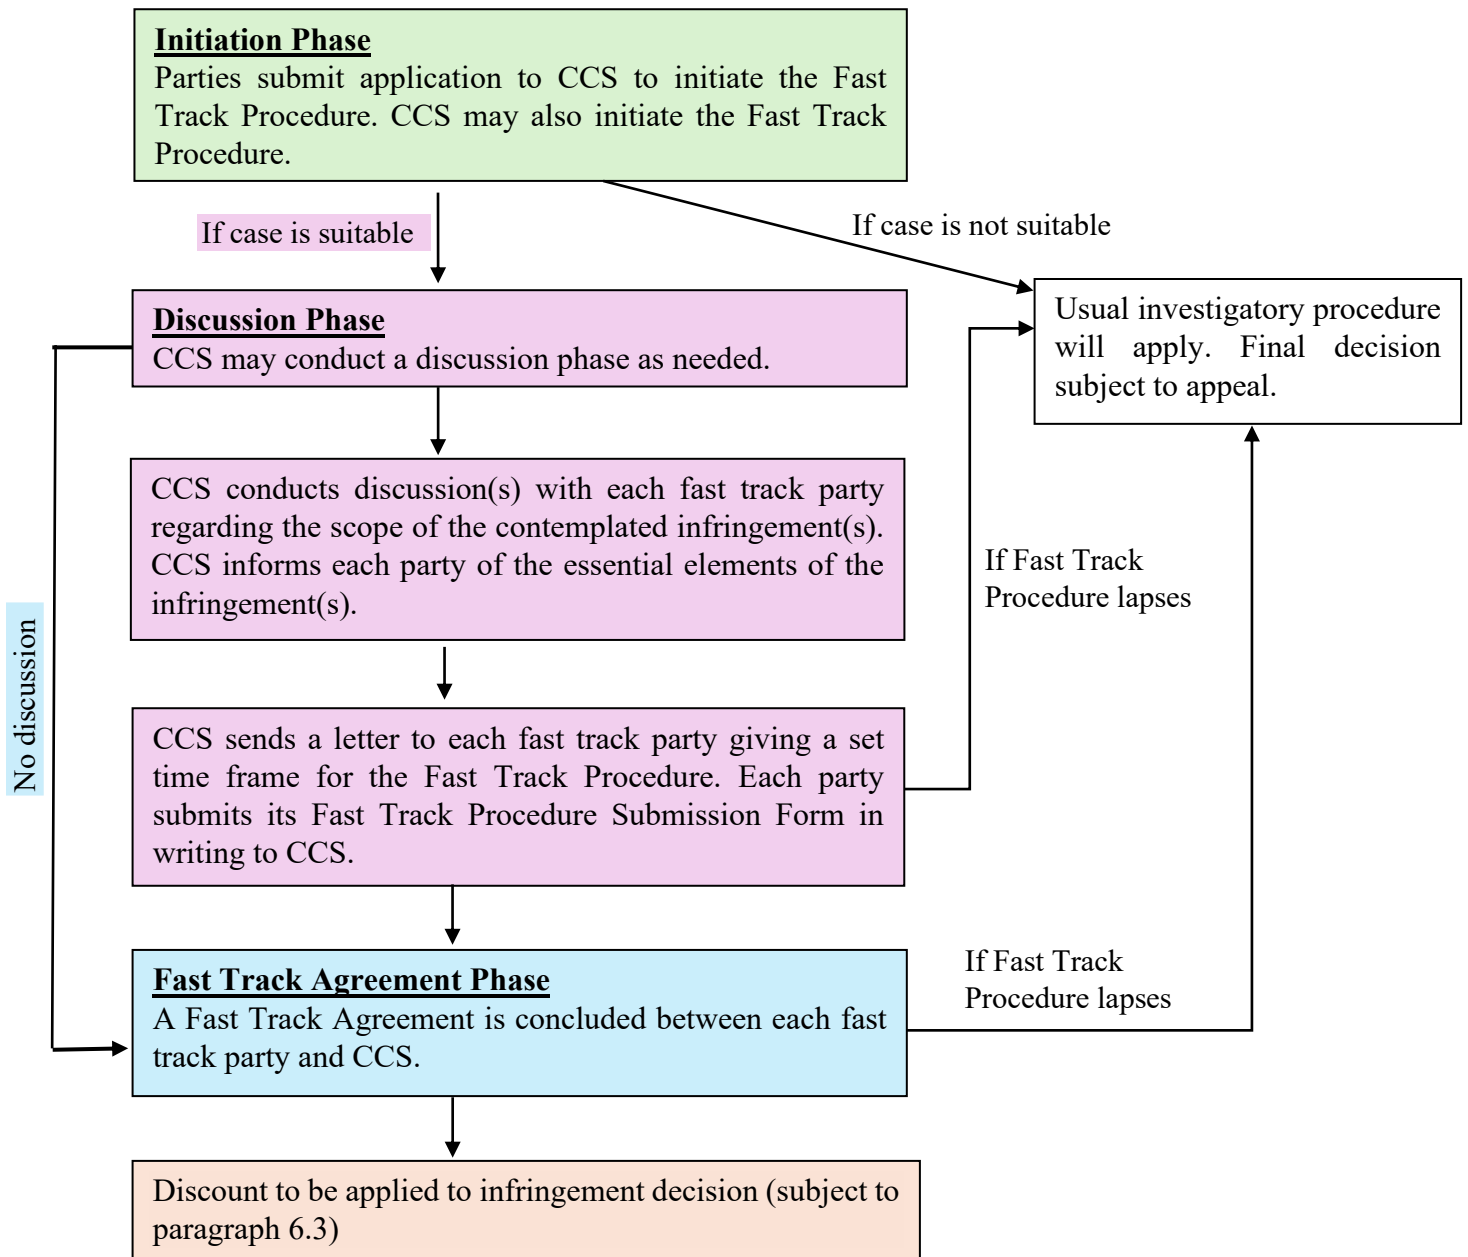 Initiation Phase
Parties submit application to CCS to initiate the Fast
Track Procedure. CCS may also initiate the Fast Track
Procedure.
If case is suitable
If case is not suitable
Discussion Phase
CCS may conduct a discussion phase as needed.
Usual investigatory procedure
will apply. Final decision
subject to appeal.
CCS conducts discussion(s) with each fast track party
regarding the scope of the contemplated infringement(s).
CCS informs each party of the essential elements of the
infringement(s).
If Fast Track
Procedure lapses
No discussion
CCS sends a letter to each fast track party giving a set
time frame for the Fast Track Procedure. Each party
submits its Fast Track Procedure Submission Form in
writing to CCS.
Fast Track Agreement Phase
A Fast Track Agreement is concluded between each fast
track party and CCS.
If Fast Track
Procedure lapses
Discount to be applied to infringement decision (subject to
paragraph 6.3)